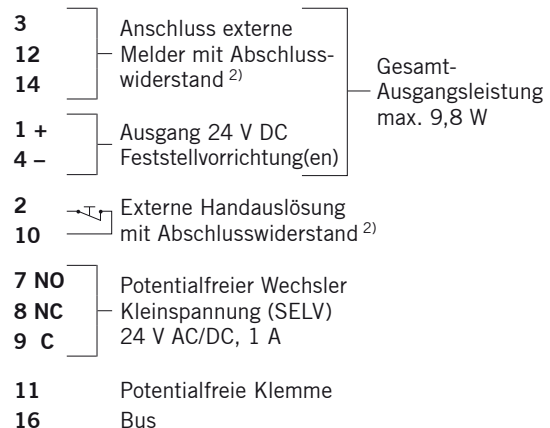 3
12
14
Anschluss externe
Melder mit Abschluss-
widerstand 2)
1 +
4 –
Ausgang 24 V DC
Feststellvorrichtung(en)
Gesamt-
Ausgangsleistung
max. 9,8 W
2
10
Externe Handauslösung
mit Abschlusswiderstand 2)
7 NO
8 NC
9 C
Potentialfreier Wechsler
Kleinspannung (SELV)
24 V AC/DC, 1 A
11 Potentialfreie Klemme
16 Bus